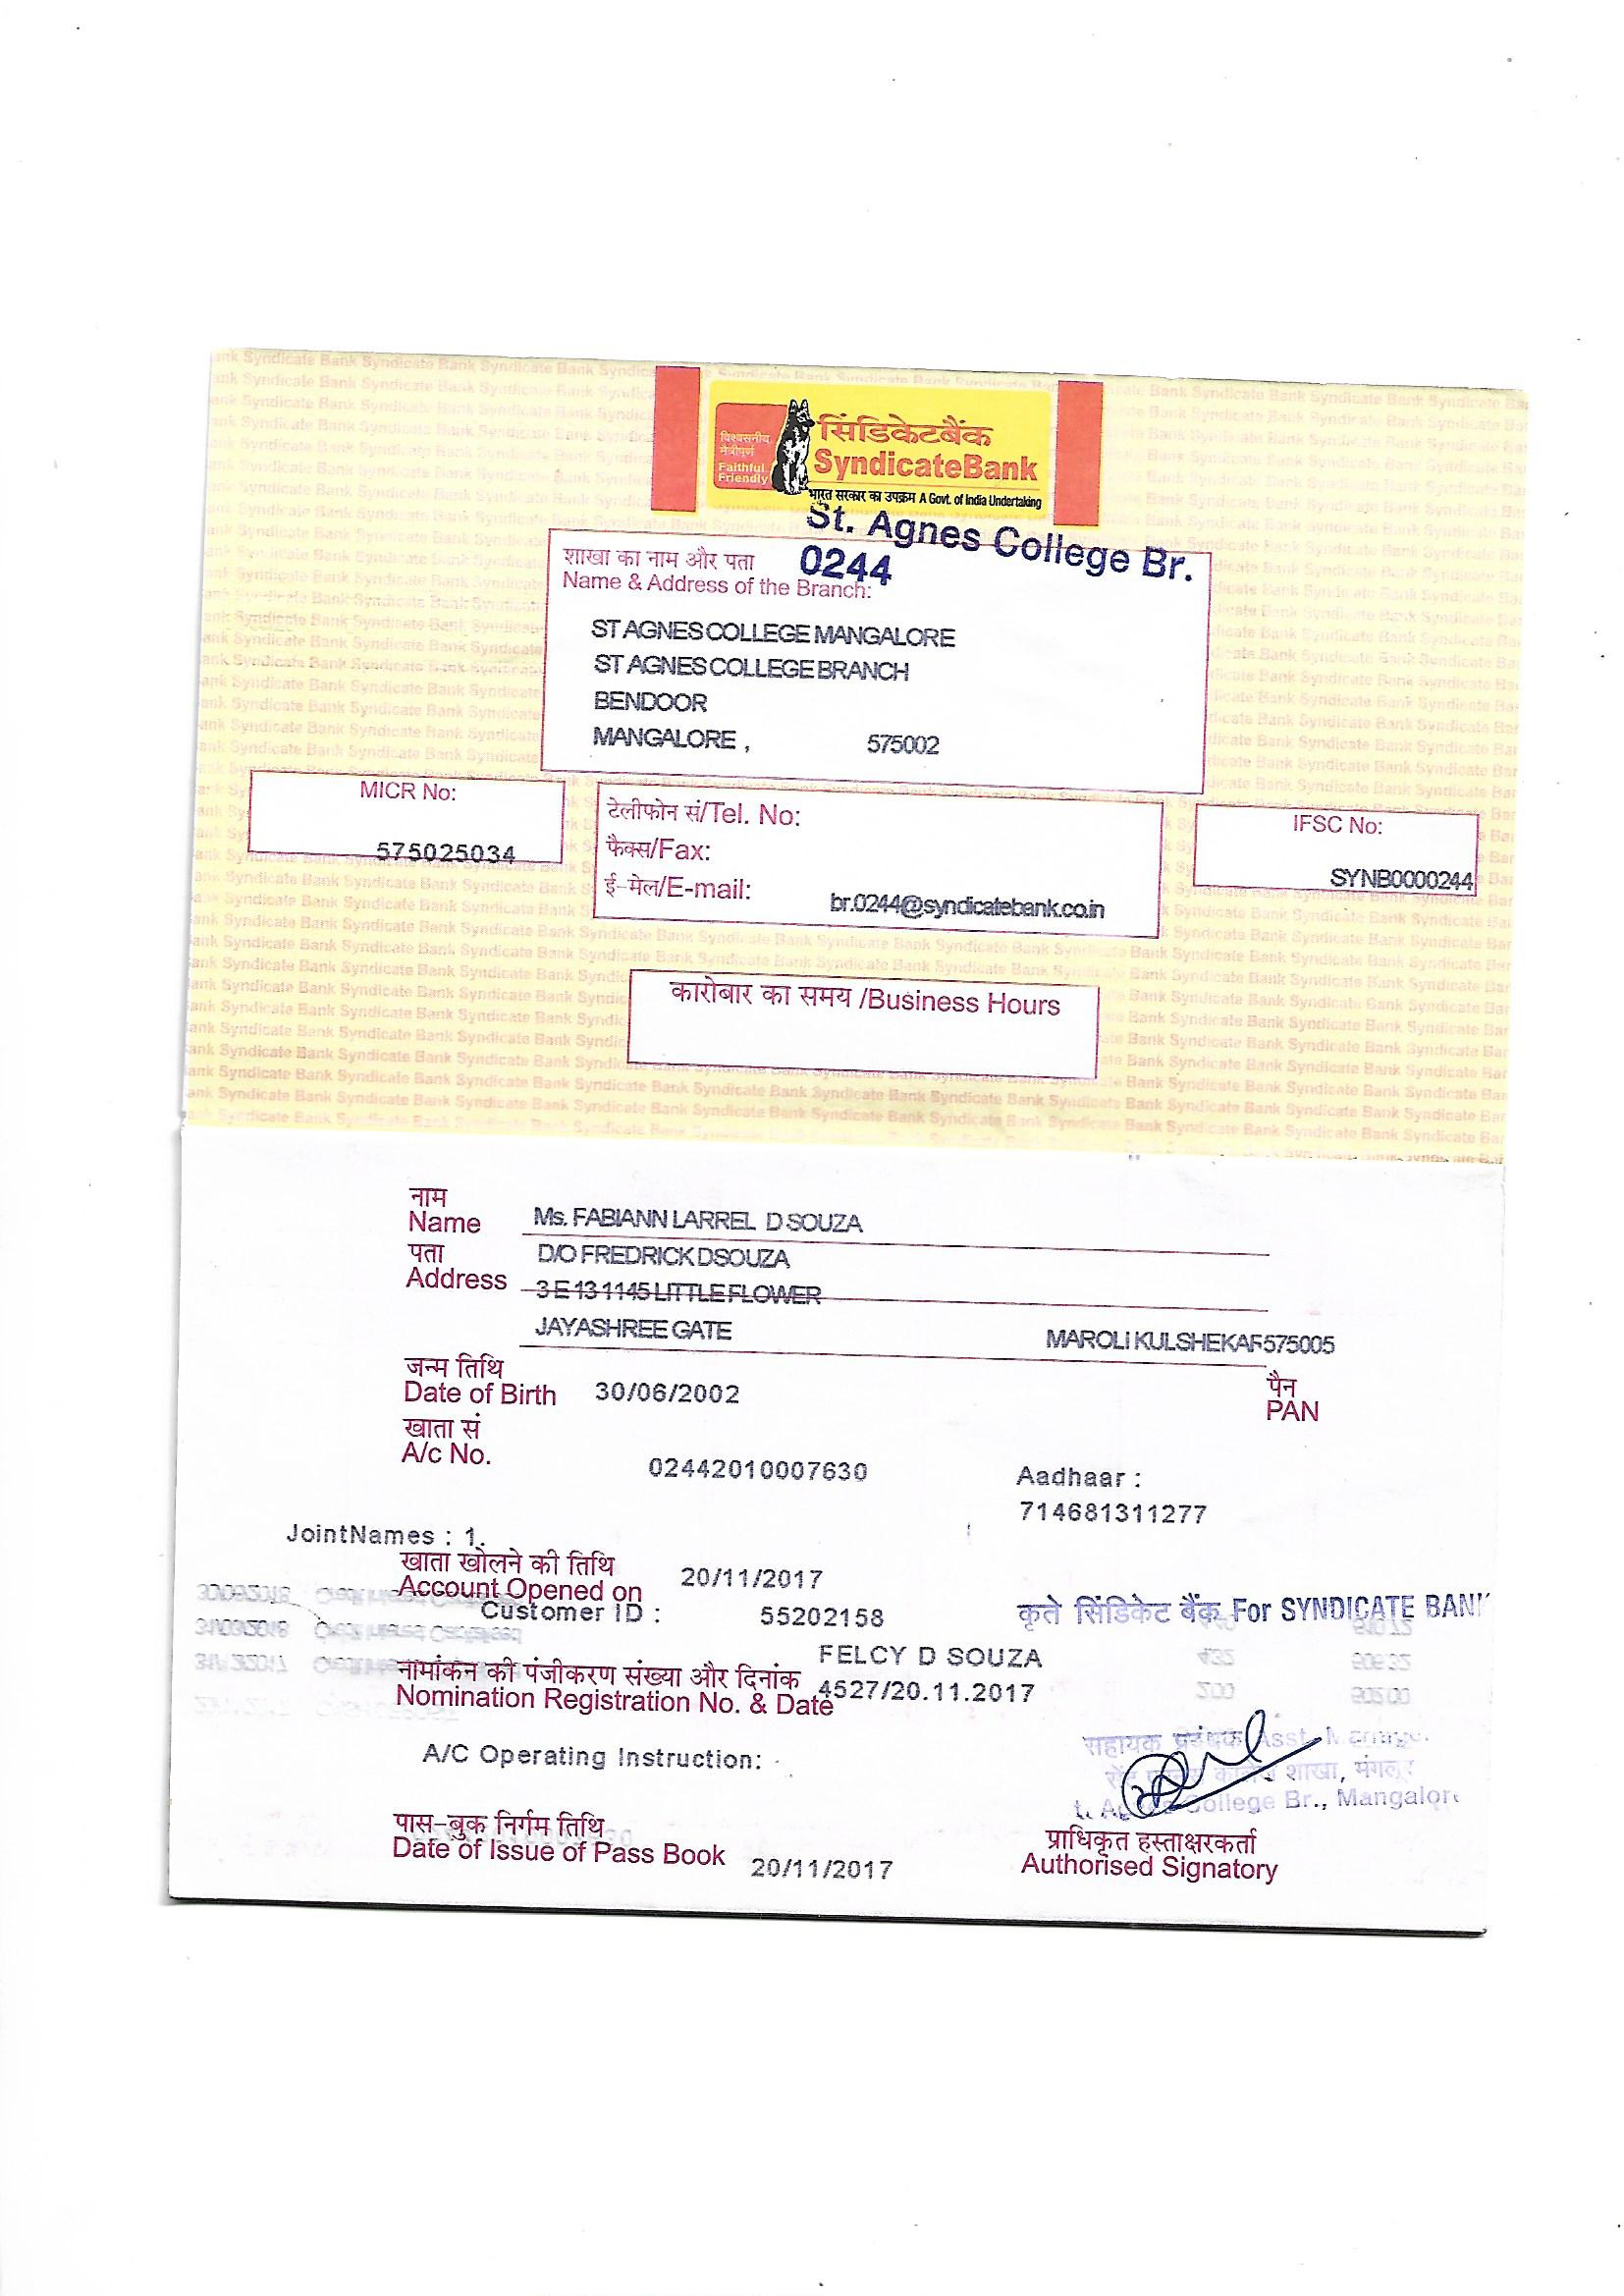 विश्वसनीय
मैत्रीपूर्ण
Faithful
Friendly
सिंडिकेटबैंक
SyndicateBank
भारत सरकार का उपक्रम A Govt. of India Undertaking
St. Agnes College Br.
0244
शाखा का नाम और पता
Name & Address of the Branch:
ST AGNES COLLEGE MANGALORE
ST AGNES COLLEGE BRANCH
BENDOOR
MANGALORE , 575002
MICR No:
575025034
टेलीफोन सं/Tel. No:
फैक्स/Fax:
ई-मेल/E-mail: br.0244@syndicatebank.co.in
IFSC No:
SYNB0000244
कारोबार का समय /Business Hours
नाम
Name Ms. FABIANN LARREL D SOUZA
पता D/O FREDRICK DSOUZA
Address 3 E 13 1145 LITTLE FLOWER
JAYASHREE GATE MAROLI KULSHEKAR 575005
जन्म तिथि
Date of Birth 30/06/2002
पैन
PAN
खाता सं
A/c No. 02442010007630
Aadhaar :
714681311277
JointNames : 1.
खाता खोलने की तिथि
Account Opened on 20/11/2017
Customer ID : 55202158
कृते सिंडिकेट बैंक For SYNDICATE BANK
FELCY D SOUZA
नामांकन की पंजीकरण संख्या और दिनांक
Nomination Registration No. & Date 4527/20.11.2017
A/C Operating Instruction: -
सहायक प्रबंधक Asst. Manage
शाखा, मंगलूर
t. Agnes College Br., Mangalore
पास-बुक निर्गम तिथि
Date of Issue of Pass Book 20/11/2017
प्राधिकृत हस्ताक्षरकर्ता
Authorised Signatory